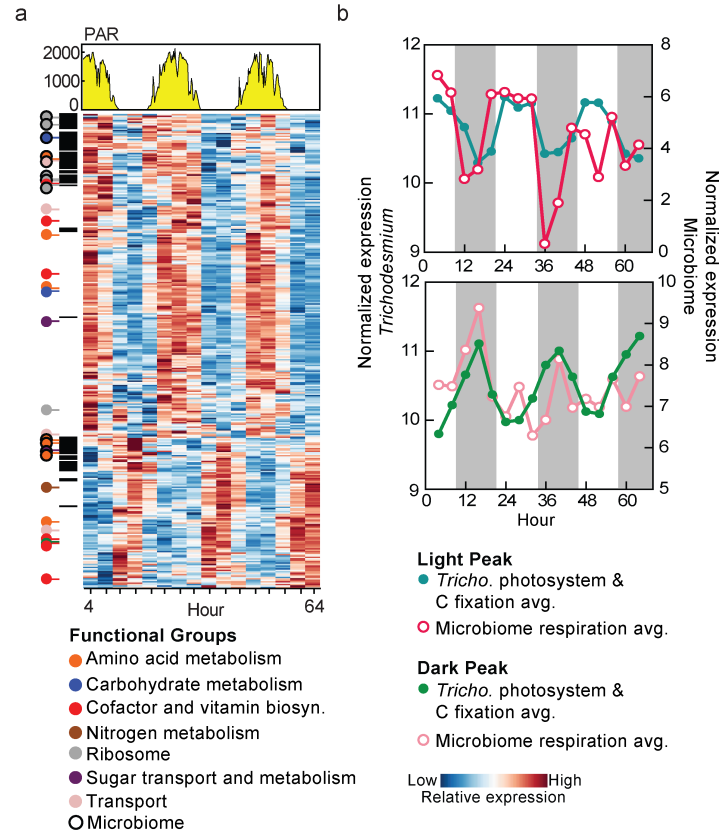 a
PAR
2000
1000
0
4
Hour
64
Functional Groups
Amino acid metabolism
Carbohydrate metabolism
Cofactor and vitamin biosyn.
Nitrogen metabolism
Ribosome
Sugar transport and metabolism
Transport
Microbiome
b
Normalized expression
Trichodesmium
12
11
10
9
8
6
4
2
0
0 12 24 36 48 60
Normalized expression
Microbiome
12
11
10
9
10
9
8
7
6
5
0 12 24 36 48 60
Hour
Light Peak
Tricho. photosystem &
C fixation avg.
Microbiome respiration avg.
Dark Peak
Tricho. photosystem &
C fixation avg.
Microbiome respiration avg.
Low High
Relative expression